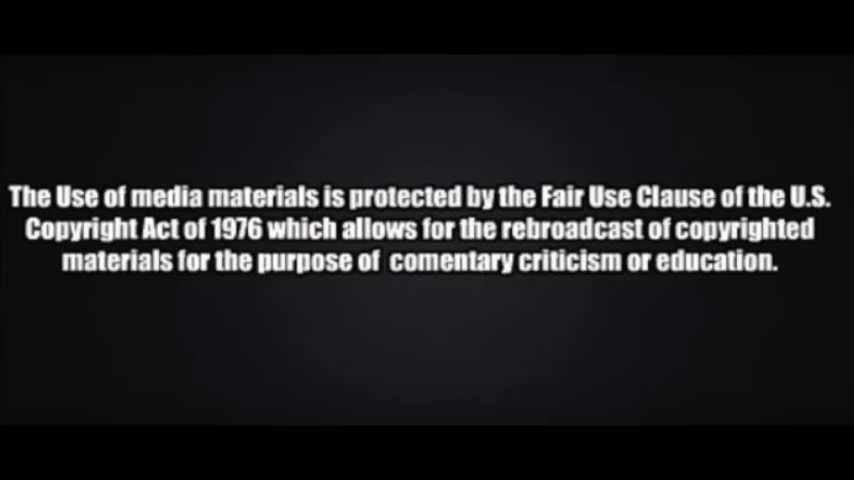 The Use of media materials is protected by the Fair Use Clause of the U.S.
Copyright Act of 1976 which allows for the rebroadcast of copyrighted
materials for the purpose of comentary criticism or education.